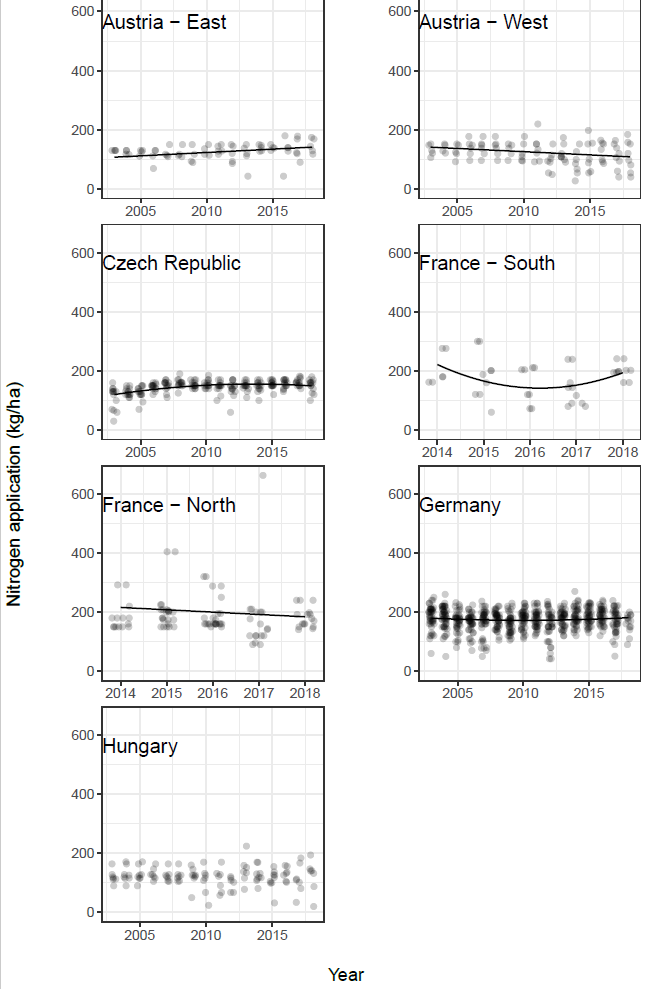 Austria − East
600
400
200
0
2005 2010 2015
Austria − West
600
400
200
0
2005 2010 2015
Czech Republic
600
400
200
0
2005 2010 2015
France − South
600
400
200
0
2014 2015 2016 2017 2018
France − North
600
400
200
0
2014 2015 2016 2017 2018
Germany
600
400
200
0
2005 2010 2015
Hungary
600
400
200
0
2005 2010 2015
Nitrogen application (kg/ha)
Year